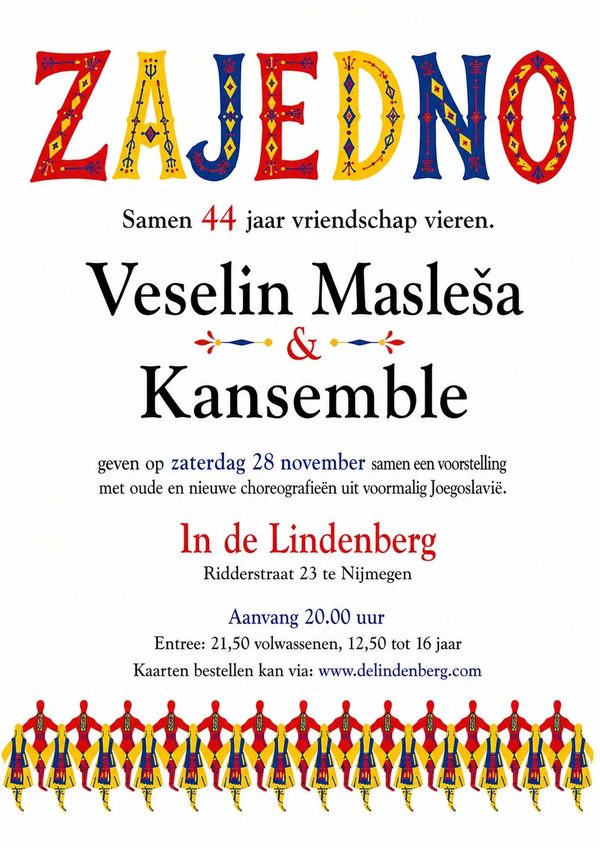 ZAJEDNO
Samen 44 jaar vriendschap vieren.
Veselin Masleša
&
Kansemble
geven op zaterdag 28 november samen een voorstelling
met oude en nieuwe choreografieën uit voormalig Joegoslavië.
In de Lindenberg
Ridderstraat 23 te Nijmegen
Aanvang 20.00 uur
Entree: 21,50 volwassenen, 12,50 tot 16 jaar
Kaarten bestellen kan via: www.delindenberg.com